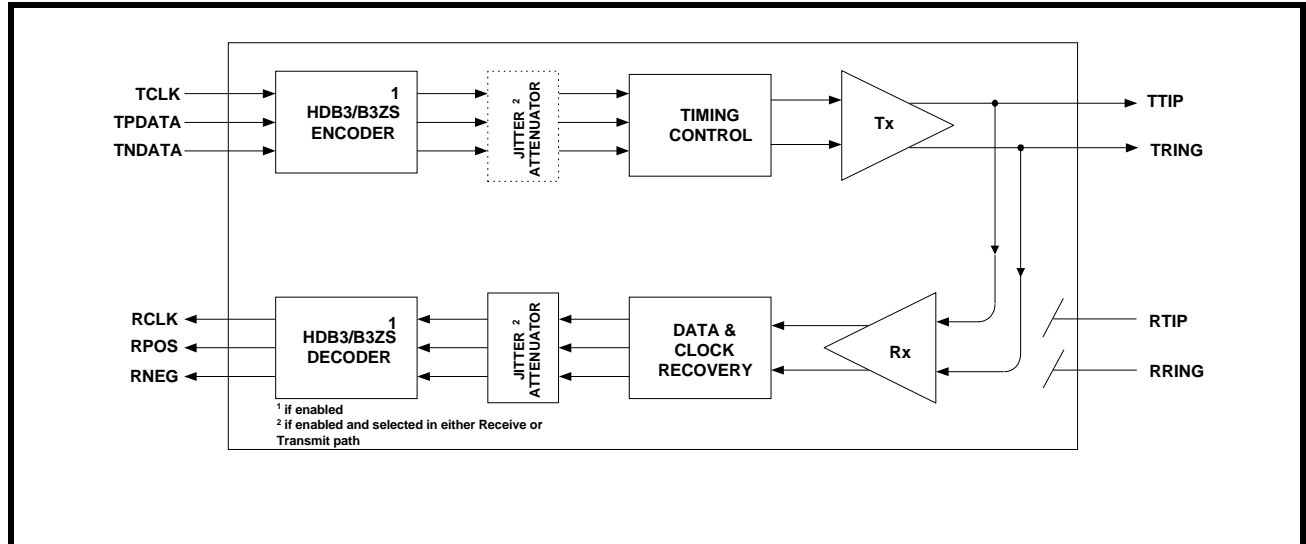 TCLK
TPDATA
TNDATA
1
HDB3/B3ZS
ENCODER
JITTER 2
ATTENUATOR
TIMING
CONTROL
Tx
TTIP
TRING
RCLK
RPOS
RNEG
1
HDB3/B3ZS
DECODER
JITTER 2
ATTENUATOR
DATA &
CLOCK
RECOVERY
Rx
RTIP
RRING
1 if enabled
2 if enabled and selected in either Receive or
Transmit path